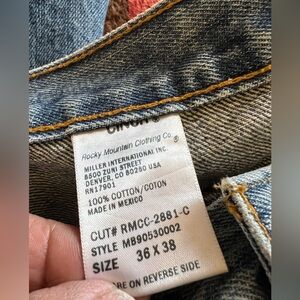 Rocky Mountain Clothing Co.
MILLER INTERNATIONAL INC
8500 ZUNI STREET
DENVER, CO 80260 USA
RN17901
100% COTTON/COTON
MADE IN MEXICO
CUT# RMCC-2881-C
STYLE MB90530002
SIZE 36 X 38
RE ON REVERSE SIDE